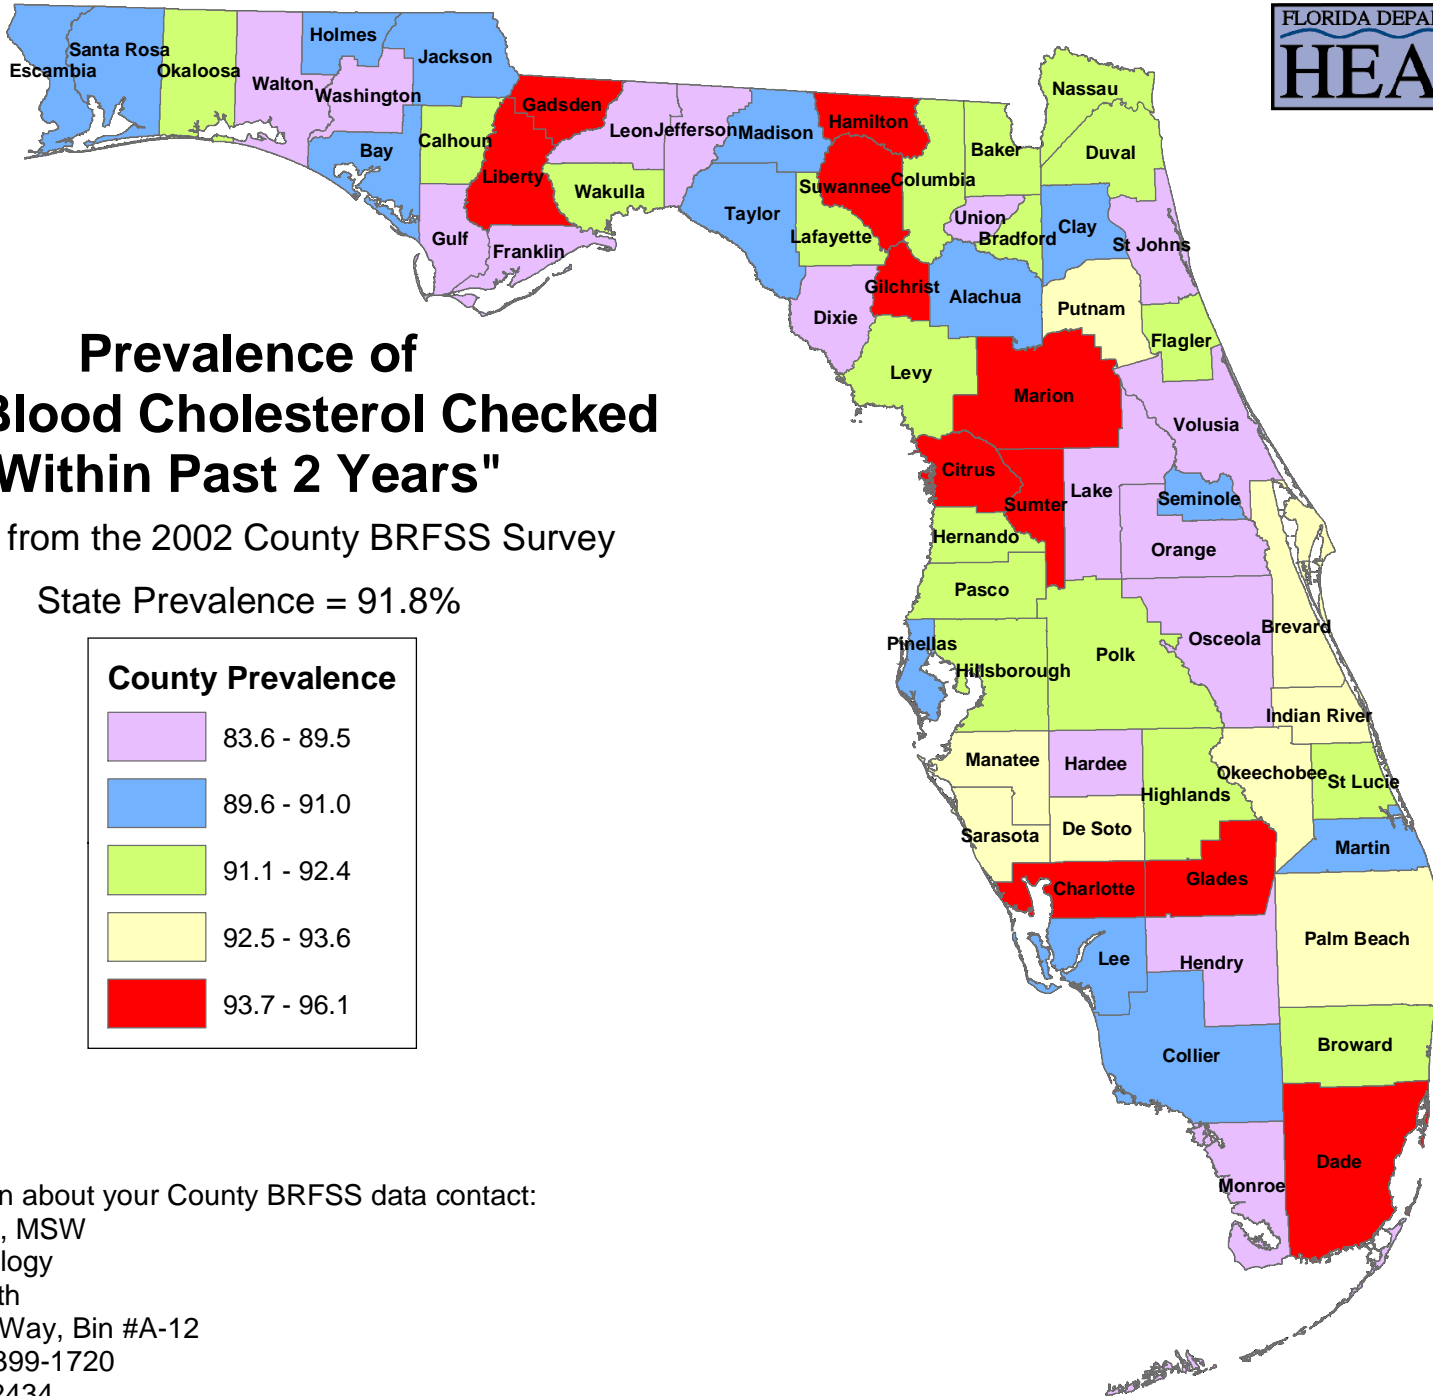 FLORIDA DEPA
HEA
Escambia
Santa Rosa
Okaloosa
Walton
Holmes
Washington
Jackson
Bay
Calhoun
Gulf
Gadsden
Liberty
Franklin
Leon
Wakulla
Jefferson
Madison
Taylor
Hamilton
Suwannee
Lafayette
Dixie
Columbia
Gilchrist
Baker
Union
Bradford
Alachua
Levy
Nassau
Duval
Clay
St Johns
Putnam
Flagler
Marion
Volusia
Citrus
Sumter
Lake
Seminole
Orange
Hernando
Pasco
Pinellas
Hillsborough
Polk
Osceola
Brevard
Indian River
Manatee
Hardee
Highlands
Okeechobee
St Lucie
Sarasota
De Soto
Martin
Charlotte
Glades
Lee
Hendry
Palm Beach
Collier
Broward
Monroe
Dade
Prevalence of
Blood Cholesterol Checked
Within Past 2 Years"
from the 2002 County BRFSS Survey
State Prevalence = 91.8%
County Prevalence
83.6 - 89.5
89.6 - 91.0
91.1 - 92.4
92.5 - 93.6
93.7 - 96.1
n about your County BRFSS data contact:
, MSW
logy
th
Way, Bin #A-12
399-1720
2434